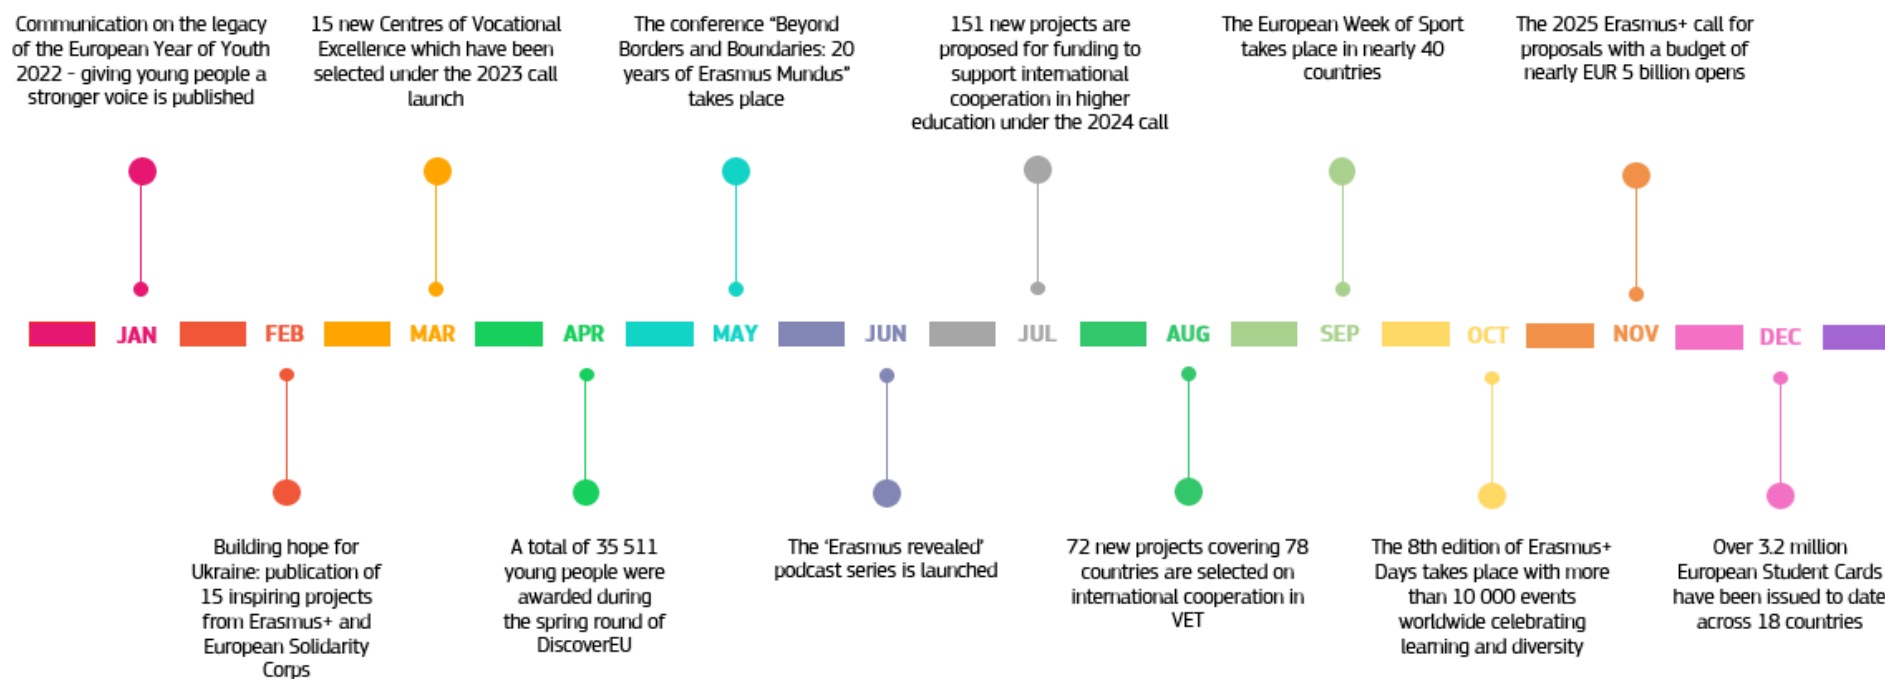 Communication on the legacy
of the European Year of Youth
2022 - giving young people a
stronger voice is published
15 new Centres of Vocational
Excellence which have been
selected under the 2023 call
launch
The conference “Beyond
Borders and Boundaries: 20
years of Erasmus Mundus”
takes place
151 new projects are
proposed for funding to
support international
cooperation in higher
education under the 2024 call
The European Week of Sport
takes place in nearly 40
countries
The 2025 Erasmus+ call for
proposals with a budget of
nearly EUR 5 billion opens
JAN
FEB
MAR
APR
MAY
JUN
JUL
AUG
SEP
OCT
NOV
DEC
Building hope for
Ukraine: publication of
15 inspiring projects
from Erasmus+ and
European Solidarity
Corps
A total of 35 511
young people were
awarded during
the spring round of
DiscoverEU
The ‘Erasmus revealed’
podcast series is launched
72 new projects covering 78
countries are selected on
international cooperation in
VET
The 8th edition of Erasmus+
Days takes place with more
than 10 000 events
worldwide celebrating
learning and diversity
Over 3.2 million
European Student Cards
have been issued to date
across 18 countries